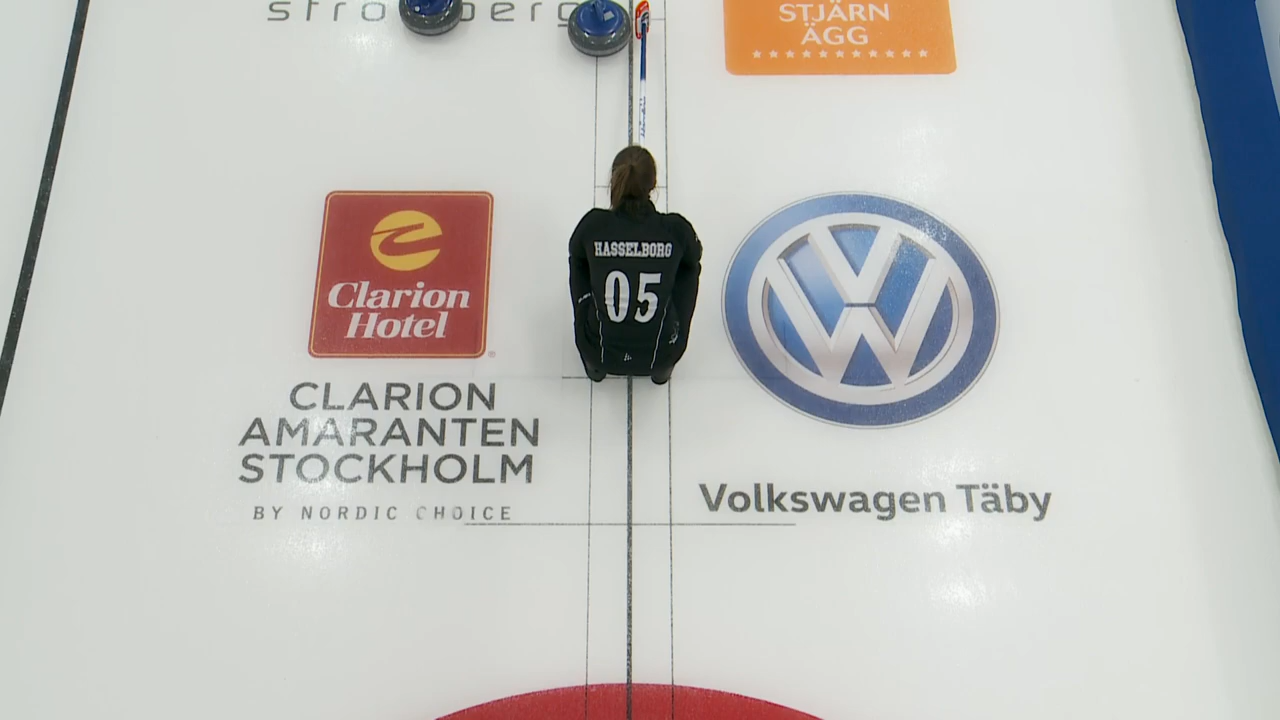 STJÄRN
ÄGG
HASSELBORG
05
Clarion
Hotel
CLARION
AMARANTEN
STOCKHOLM
BY NORDIC CHOICE
Volkswagen Täby